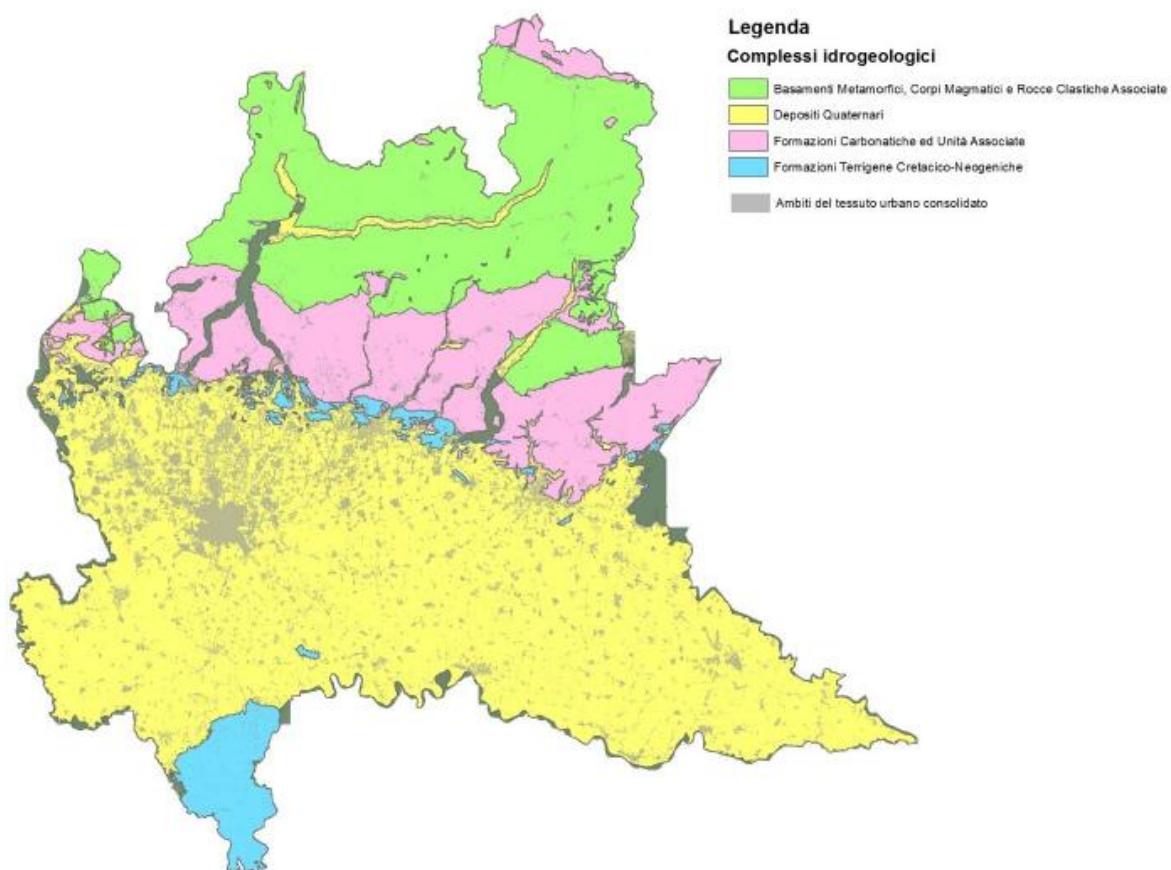 Legenda
Complessi idrogeologici
Basamenti Metamorfici, Corpi Magmatici e Rocce Clastiche Associate
Depositi Quaternari
Formazioni Carbonatiche ed Unità Associate
Formazioni Terrigene Cretacico-Neogeniche
Ambiti del tessuto urbano consolidato